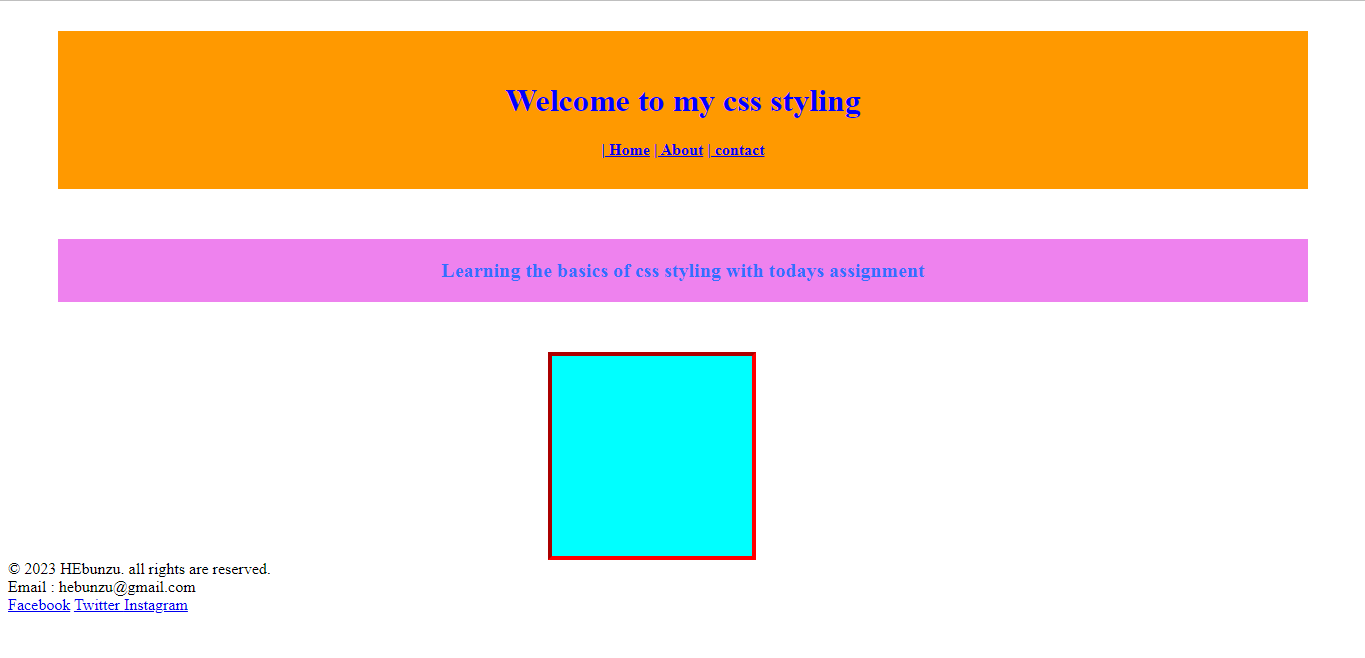 Welcome to my css styling
| Home | About | contact
Learning the basics of css styling with todays assignment
© 2023 HEbunzu. all rights are reserved.
Email : hebunzu@gmail.com
Facebook Twitter Instagram